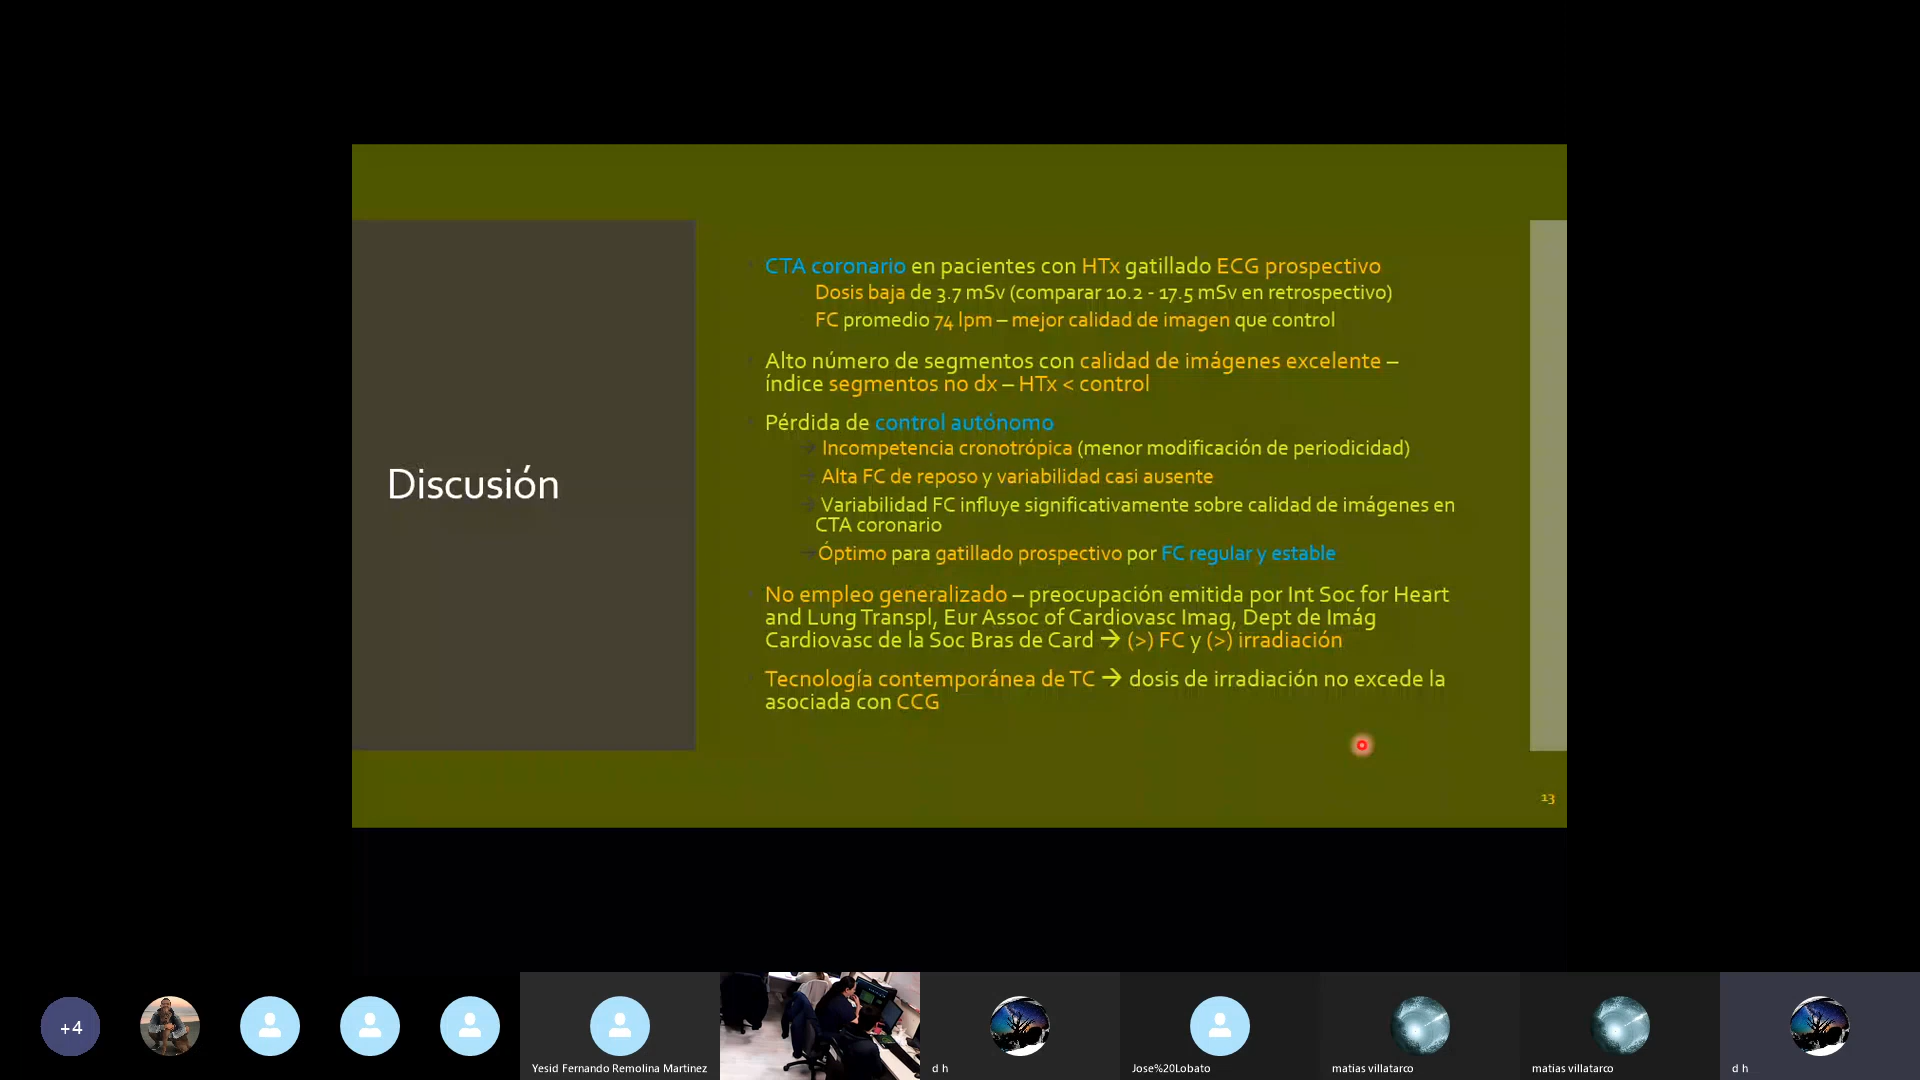 Discusión
CTA coronario en pacientes con HTx gatillado ECG prospectivo
Dosis baja de 3.7 mSv (comparar 10.2 - 17.5 mSv en retrospectivo)
FC promedio 74 lpm – mejor calidad de imagen que control
Alto número de segmentos con calidad de imágenes excelente –
índice segmentos no dx – HTx < control
Pérdida de control autónomo
→ Incompetencia cronotrópica (menor modificación de periodicidad)
→ Alta FC de reposo y variabilidad casi ausente
→ Variabilidad FC influye significativamente sobre calidad de imágenes en
CTA coronario
→Óptimo para gatillado prospectivo por FC regular y estable
No empleo generalizado – preocupación emitida por Int Soc for Heart
and Lung Transpl, Eur Assoc of Cardiovasc Imag, Dept de Imág
Cardiovasc de la Soc Bras de Card → (>) FC y (>) irradiación
Tecnología contemporánea de TC → dosis de irradiación no excede la
asociada con CCG
13
+4
Yesid Fernando Remolina Martinez
d h
Jose%20Lobato
matias villatarco
matias villatarco
d h